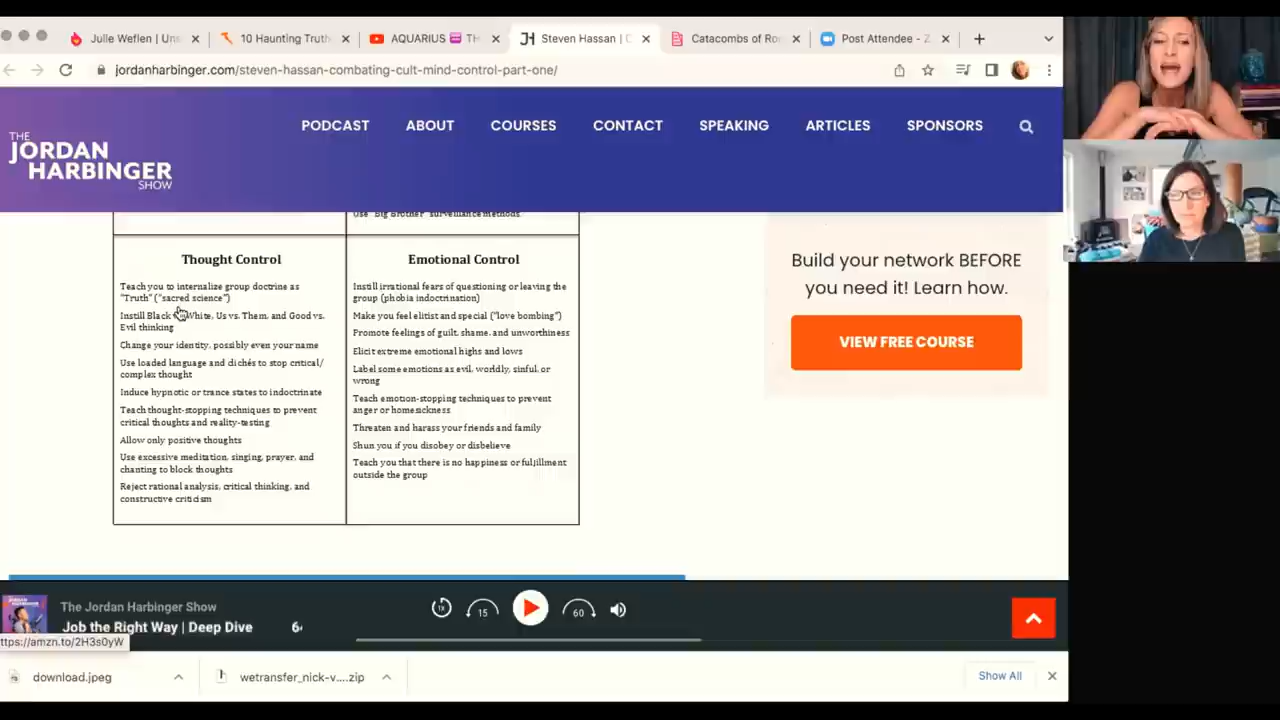 Julie Weflen | Un
10 Haunting Truth
AQUARIUS ♒ TH
Steven Hassan | C
Catacombs of Ro
Post Attendee - Z
jordanharbinger.com/steven-hassan-combating-cult-mind-control-part-one/
THE
JORDAN
HARBINGER
SHOW
PODCAST
ABOUT
COURSES
CONTACT
SPEAKING
ARTICLES
SPONSORS
Use "Big Brother" surveillance methods.
Thought Control
Teach you to internalize group doctrine as
"Truth" ("sacred science")
Instill Black White, Us vs. Them, and Good vs.
Evil thinking
Change your identity, possibly even your name
Use loaded language and clichés to stop critical/
complex thought
Induce hypnotic or trance states to indoctrinate
Teach thought-stopping techniques to prevent
critical thoughts and reality-testing
Allow only positive thoughts
Use excessive meditation, singing, prayer, and
chanting to block thoughts
Reject rational analysis, critical thinking, and
constructive criticism
Emotional Control
Instill irrational fears of questioning or leaving the
group (phobia indoctrination)
Make you feel elitist and special ("love bombing")
Promote feelings of guilt, shame, and unworthiness
Elicit extreme emotional highs and lows
Label some emotions as evil, worldly, sinful, or
wrong
Teach emotion-stopping techniques to prevent
anger or homesickness
Threaten and harass your friends and family
Shun you if you disobey or disbelieve
Teach you that there is no happiness or fulfillment
outside the group
Build your network BEFORE
you need it! Learn how.
VIEW FREE COURSE
The Jordan Harbinger Show
Job the Right Way | Deep Dive
6
1x
15
60
ttps://amzn.to/2H3s0yW
download.jpeg
wetransfer_nick-v....zip
Show All